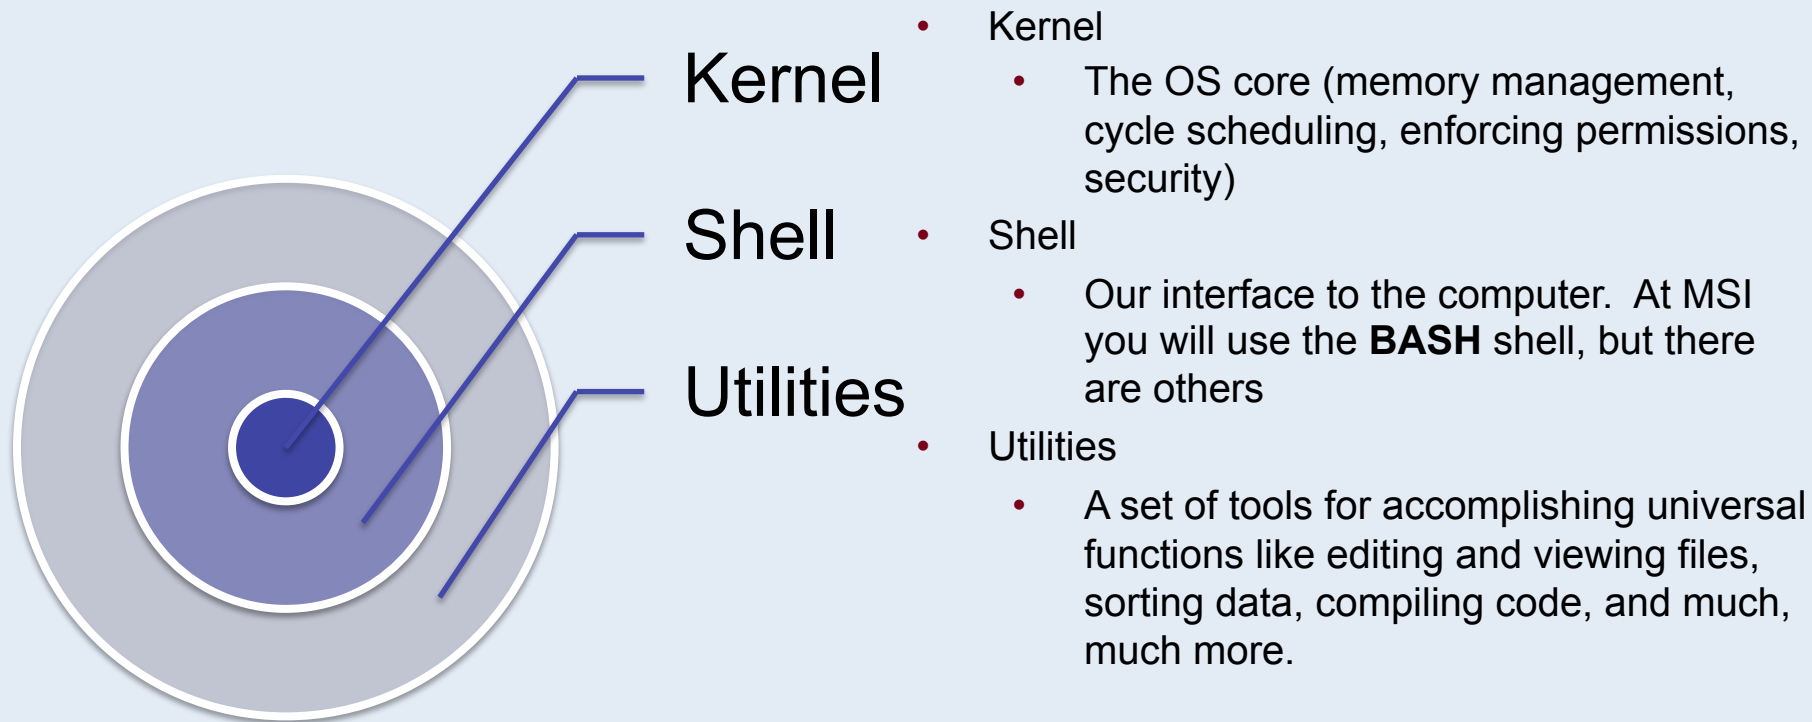 Kernel
Shell
Utilities
• Kernel
• The OS core (memory management,
cycle scheduling, enforcing permissions,
security)
• Shell
• Our interface to the computer.  At MSI
you will use the BASH shell, but there
are others
• Utilities
• A set of tools for accomplishing universal
functions like editing and viewing files,
sorting data, compiling code, and much,
much more.